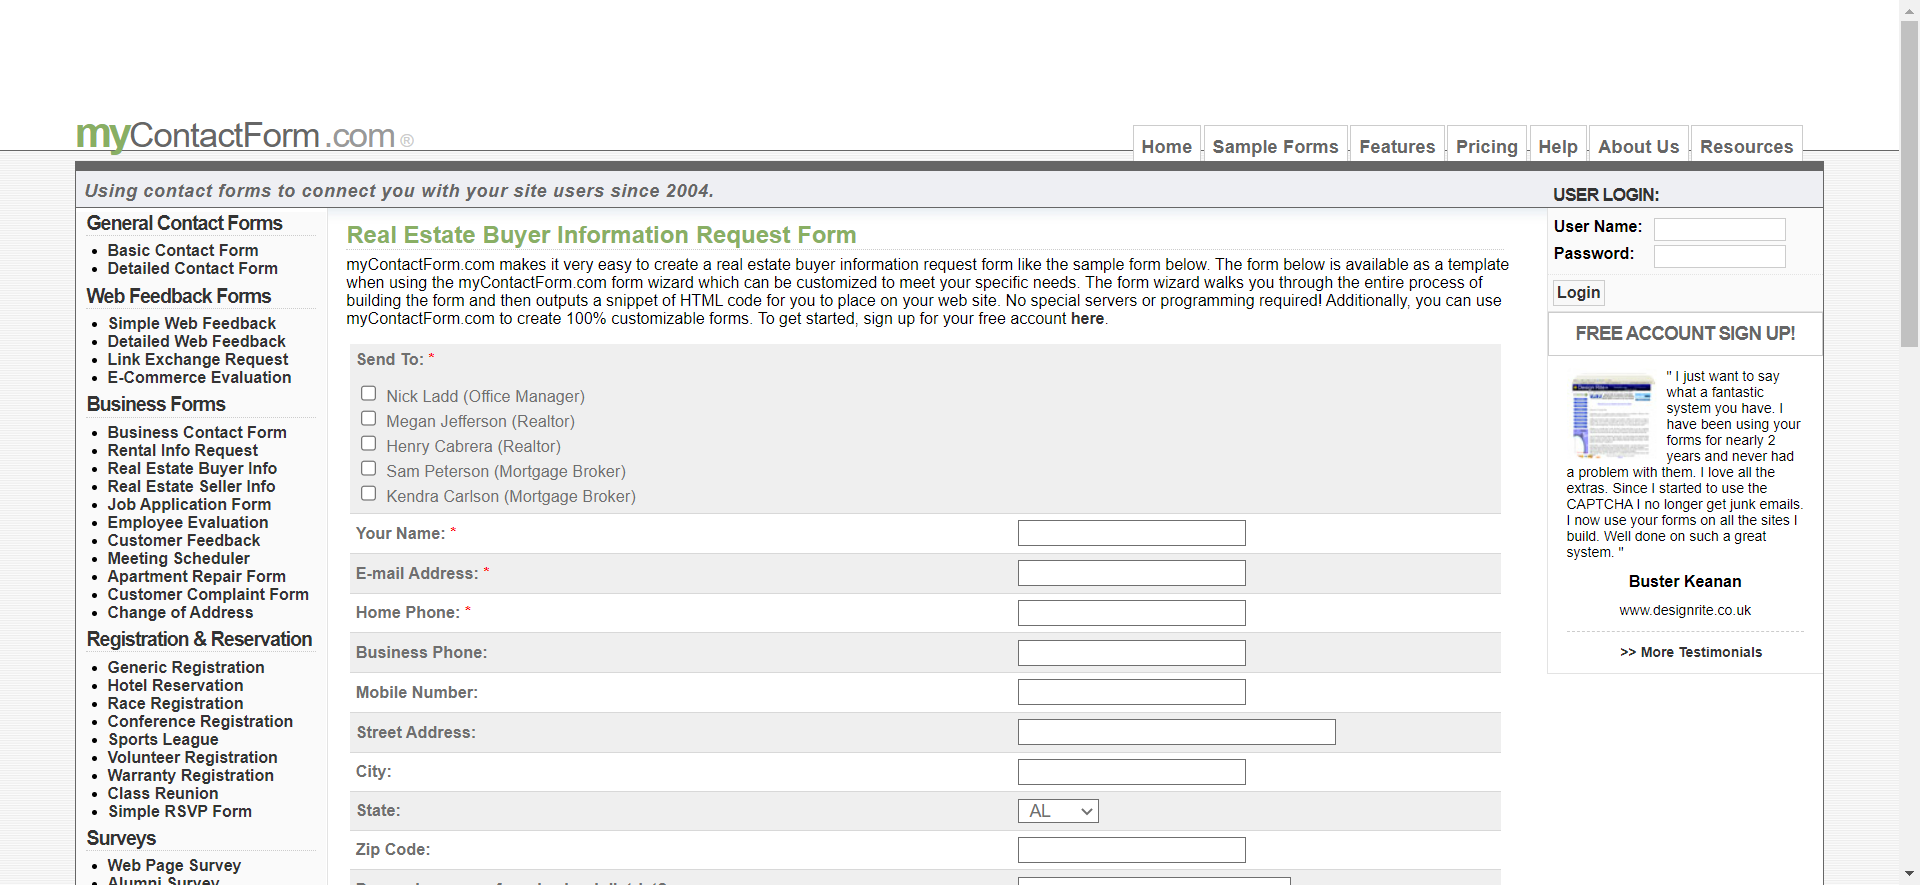 myContactForm.com®
Home
Sample Forms
Features
Pricing
Help
About Us
Resources
Using contact forms to connect you with your site users since 2004.
General Contact Forms
Basic Contact Form
Detailed Contact Form
Web Feedback Forms
Simple Web Feedback
Detailed Web Feedback
Link Exchange Request
E-Commerce Evaluation
Business Forms
Business Contact Form
Rental Info Request
Real Estate Buyer Info
Real Estate Seller Info
Job Application Form
Employee Evaluation
Customer Feedback
Meeting Scheduler
Apartment Repair Form
Customer Complaint Form
Change of Address
Registration & Reservation
Generic Registration
Hotel Reservation
Race Registration
Conference Registration
Sports League
Volunteer Registration
Warranty Registration
Class Reunion
Simple RSVP Form
Surveys
Web Page Survey
Alumni Survey
Real Estate Buyer Information Request Form
myContactForm.com makes it very easy to create a real estate buyer information request form like the sample form below. The form below is available as a template
when using the myContactForm.com form wizard which can be customized to meet your specific needs. The form wizard walks you through the entire process of
building the form and then outputs a snippet of HTML code for you to place on your web site. No special servers or programming required! Additionally, you can use
myContactForm.com to create 100% customizable forms. To get started, sign up for your free account here.
Send To: *
Nick Ladd (Office Manager)
Megan Jefferson (Realtor)
Henry Cabrera (Realtor)
Sam Peterson (Mortgage Broker)
Kendra Carlson (Mortgage Broker)
Your Name: *
E-mail Address: *
Home Phone: *
Business Phone:
Mobile Number:
Street Address:
City:
State:
AL
Zip Code:
USER LOGIN:
User Name:
Password:
Login
FREE ACCOUNT SIGN UP!
" I just want to say
what a fantastic
system you have. I
have been using your
forms for nearly 2
years and never had
a problem with them. I love all the
extras. Since I started to use the
CAPTCHA I no longer get junk emails.
I now use your forms on all the sites I
build. Well done on such a great
system. "
Buster Keanan
www.designrite.co.uk
>> More Testimonials